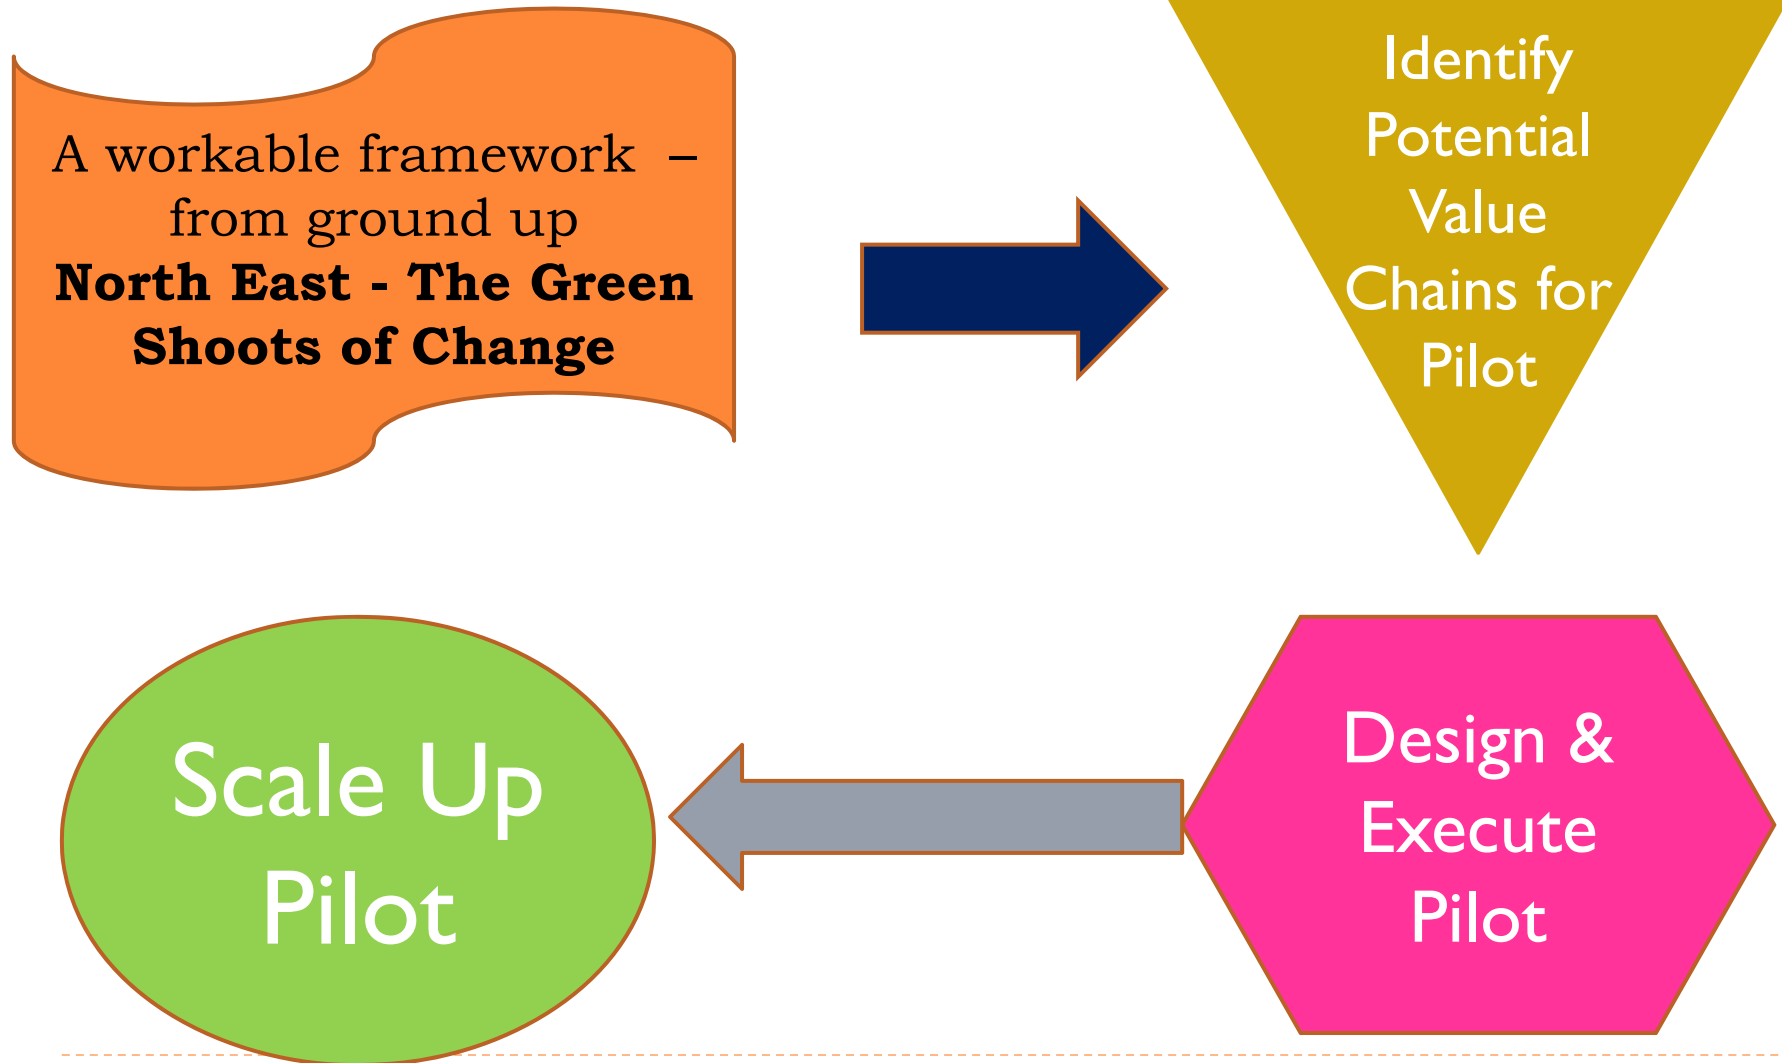 A workable framework –
from ground up
North East - The Green
Shoots of Change
Identify
Potential
Value
Chains for
Pilot
Design &
Execute
Pilot
Scale Up
Pilot